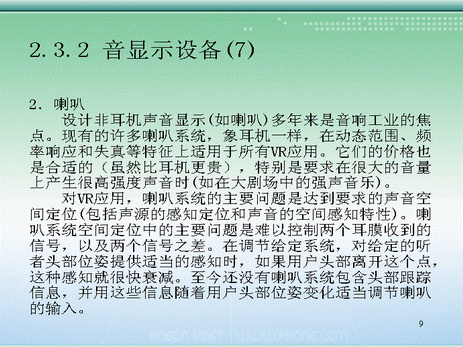 2.3.2 音显示设备(7)
2. 喇叭
设计非耳机声音显示(如喇叭)多年来是音响工业的焦
点。现有的许多喇叭系统，象耳机一样，在动态范围、频
率响应和失真等特征上适用于所有VR应用。它们的价格也
是合适的（虽然比耳机更贵），特别是要求在很大的音量
上产生很高强度声音时(如在大剧场中的强声音乐)。
对VR应用，喇叭系统的主要问题是达到要求的声音空
间定位(包括声源的感知定位和声音的空间感知特性)。喇
叭系统空间定位中的主要问题是难以控制两个耳膜收到的
信号，以及两个信号之差。在调节给定系统，对给定的听
者头部位姿提供适当的感知时，如果用户头部离开这个点，
这种感知就很快衰减。至今还没有喇叭系统包含头部跟踪
信息，并用这些信息随着用户头部位姿变化适当调节喇叭
的输入。
9